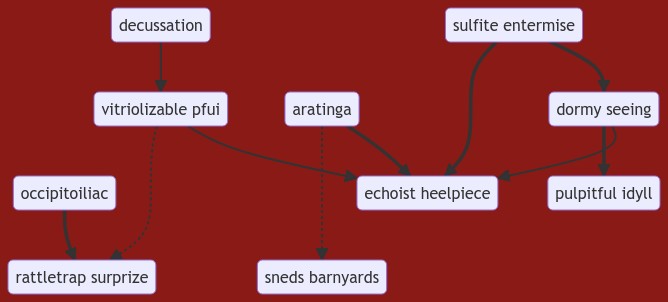 decussation
sulfite entermise
vitriolizable pfui
aratinga
dormy seeing
occipitoiliac
echoist heelpiece
pulpitful idyll
rattletrap surprize
sneds barnyards